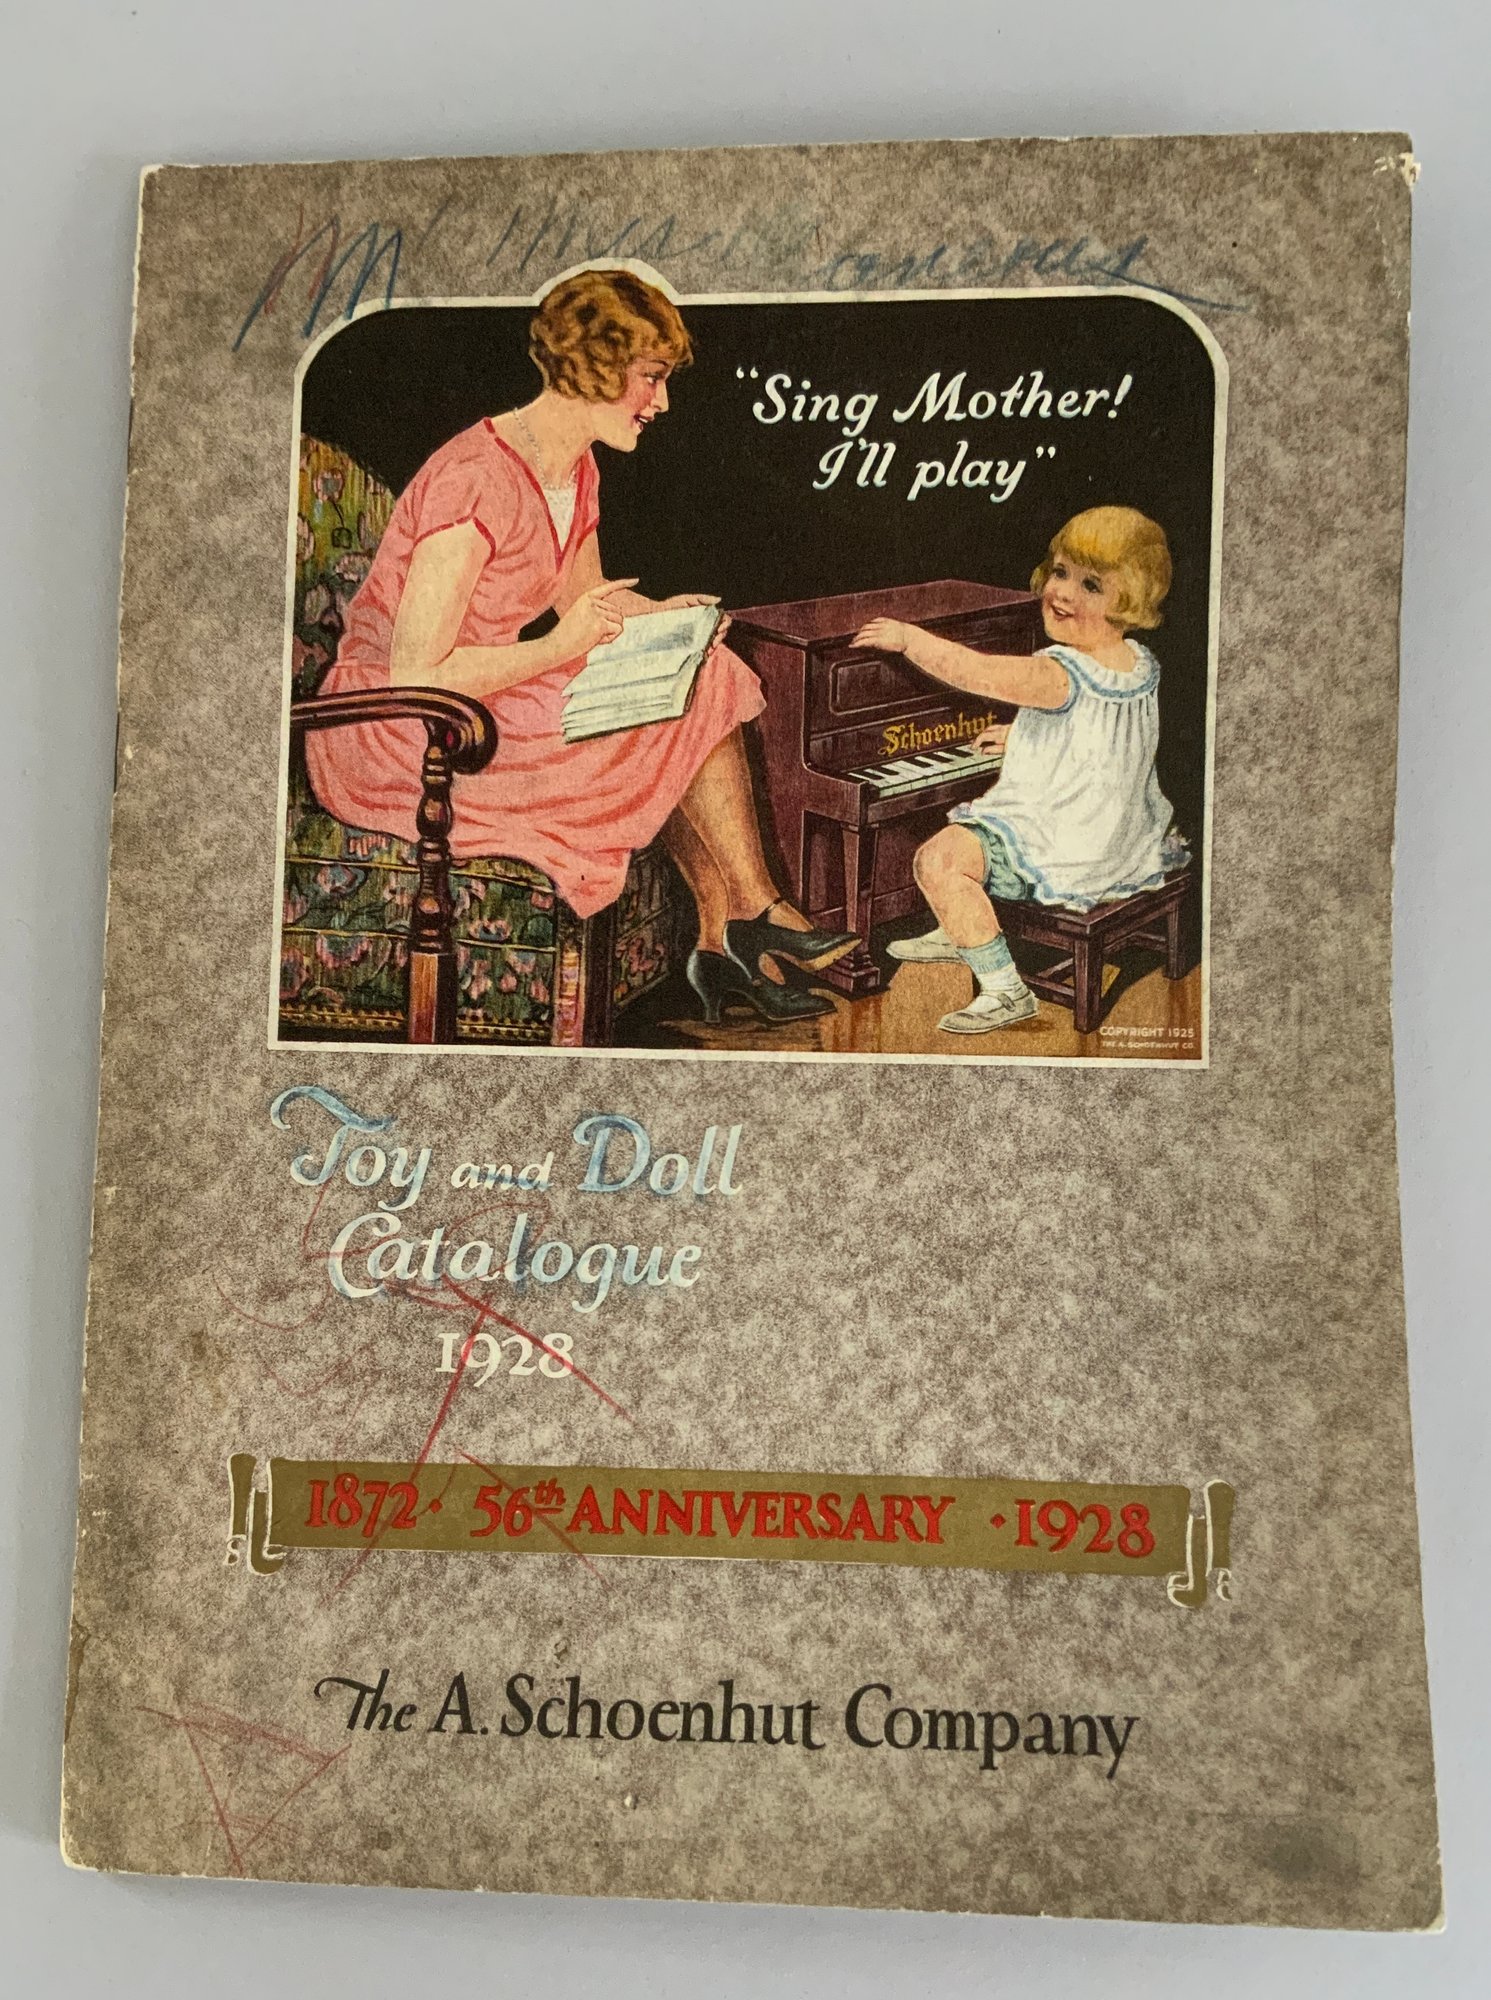 "Sing Mother!
I'll play"
Schoenhut
COPYRIGHT 1925
THE A. SCHOENHUT CO.
Toy and Doll
Catalogue
1928
1872 · 56th ANNIVERSARY · 1928
The A. Schoenhut Company